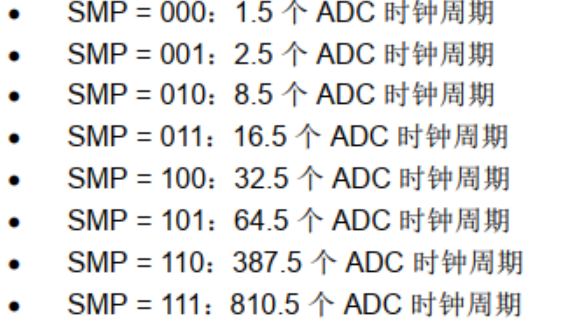 • SMP = 000：1.5 个 ADC 时钟周期
• SMP = 001：2.5 个 ADC 时钟周期
• SMP = 010：8.5 个 ADC 时钟周期
• SMP = 011：16.5 个 ADC 时钟周期
• SMP = 100：32.5 个 ADC 时钟周期
• SMP = 101：64.5 个 ADC 时钟周期
• SMP = 110：387.5 个 ADC 时钟周期
• SMP = 111：810.5 个 ADC 时钟周期